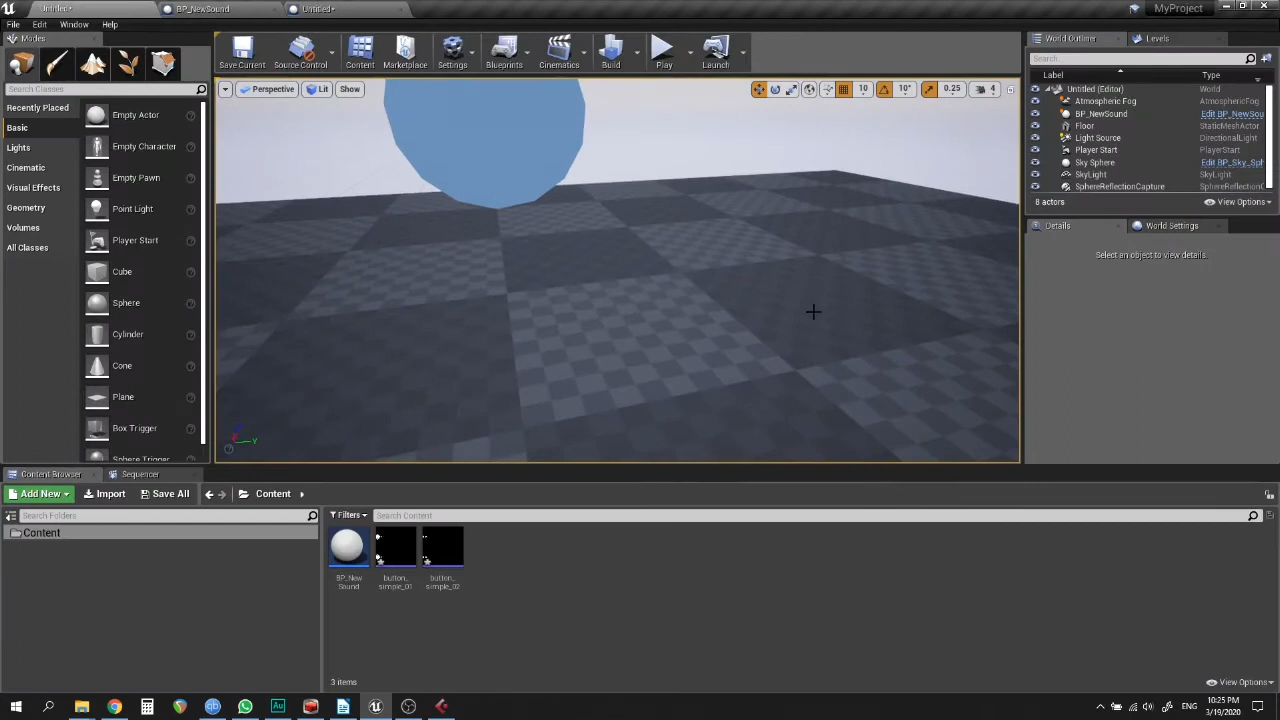 Untitled*
BP_NewSound
Untitled*
MyProject
File Edit Window Help
Modes
Search Classes
Recently Placed
Basic
Lights
Cinematic
Visual Effects
Geometry
Volumes
All Classes
Empty Actor
Empty Character
Empty Pawn
Point Light
Player Start
Cube
Sphere
Cylinder
Cone
Plane
Box Trigger
Sphere Trigger
Save Current
Source Control
Content
Marketplace
Settings
Blueprints
Cinematics
Build
Play
Launch
Perspective
Lit
Show
10
10°
0.25
4
Y
World Outliner
Levels
Search...
Label
Type
Untitled (Editor) World
Atmospheric Fog AtmosphericFog
BP_NewSound Edit BP_NewSou
Floor StaticMeshActor
Light Source DirectionalLight
Player Start PlayerStart
Sky Sphere Edit BP_Sky_Sph
SkyLight SkyLight
SphereReflectionCapture SphereReflectionC
8 actors
View Options
Details
World Settings
Select an object to view details.
Content Browser
Sequencer
Add New
Import
Save All
Content
Search Folders
Content
Filters
Search Content
BP_New
Sound
button_
simple_01
button_
simple_02
3 items
View Options
ENG
10:25 PM
3/19/2020